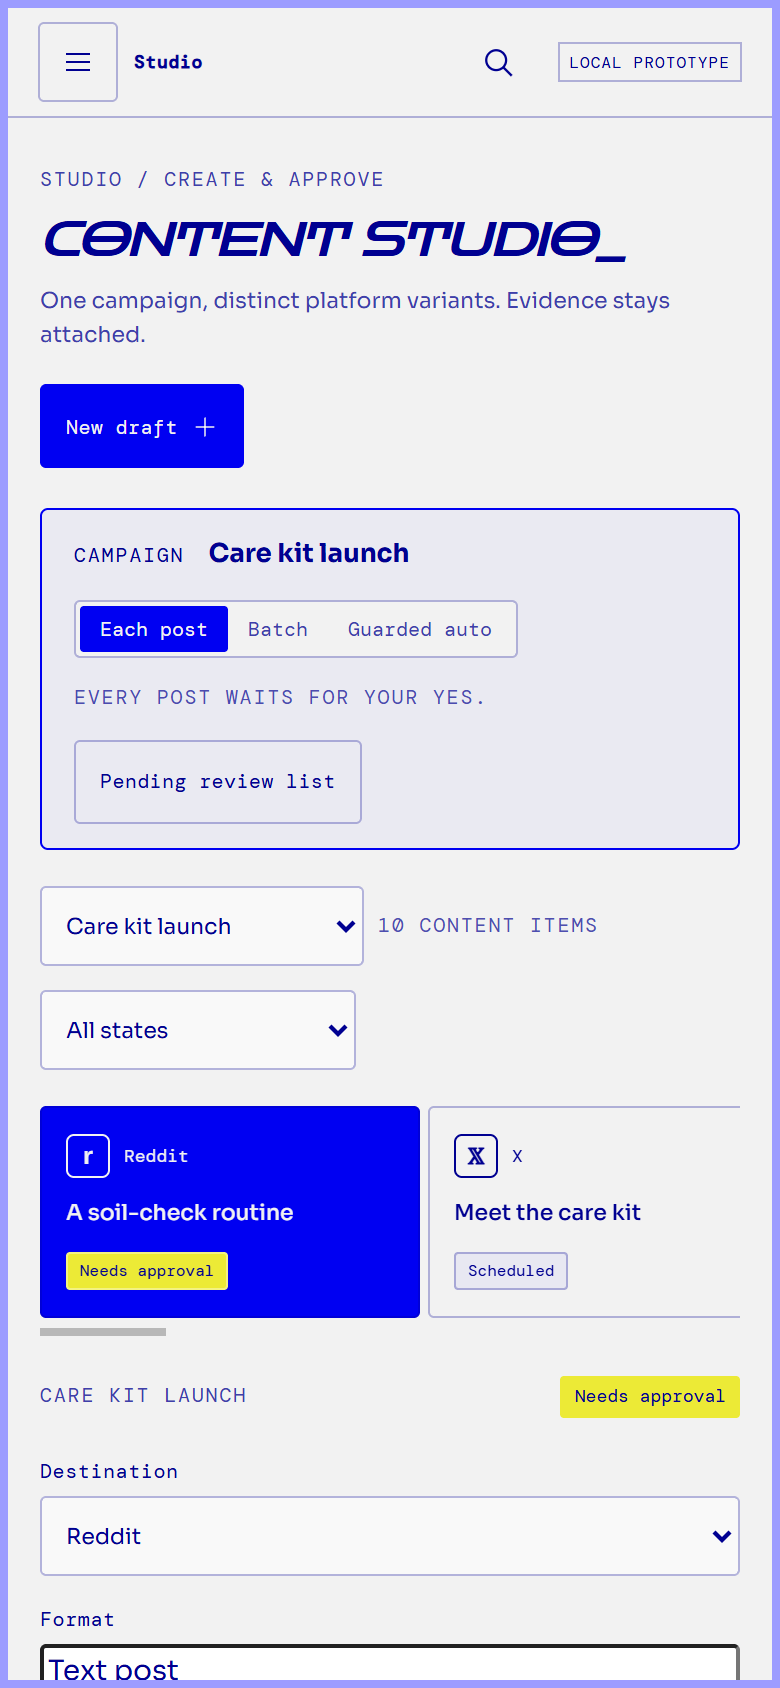 Studio
LOCAL PROTOTYPE
STUDIO / CREATE & APPROVE
CONTENT STUDIO_
One campaign, distinct platform variants. Evidence stays
attached.
New draft +
CAMPAIGN Care kit launch
Each post Batch Guarded auto
EVERY POST WAITS FOR YOUR YES.
Pending review list
Care kit launch
10 CONTENT ITEMS
All states
r Reddit
A soil-check routine
Needs approval
X X
Meet the care kit
Scheduled
CARE KIT LAUNCH
Needs approval
Destination
Reddit
Format
Text post